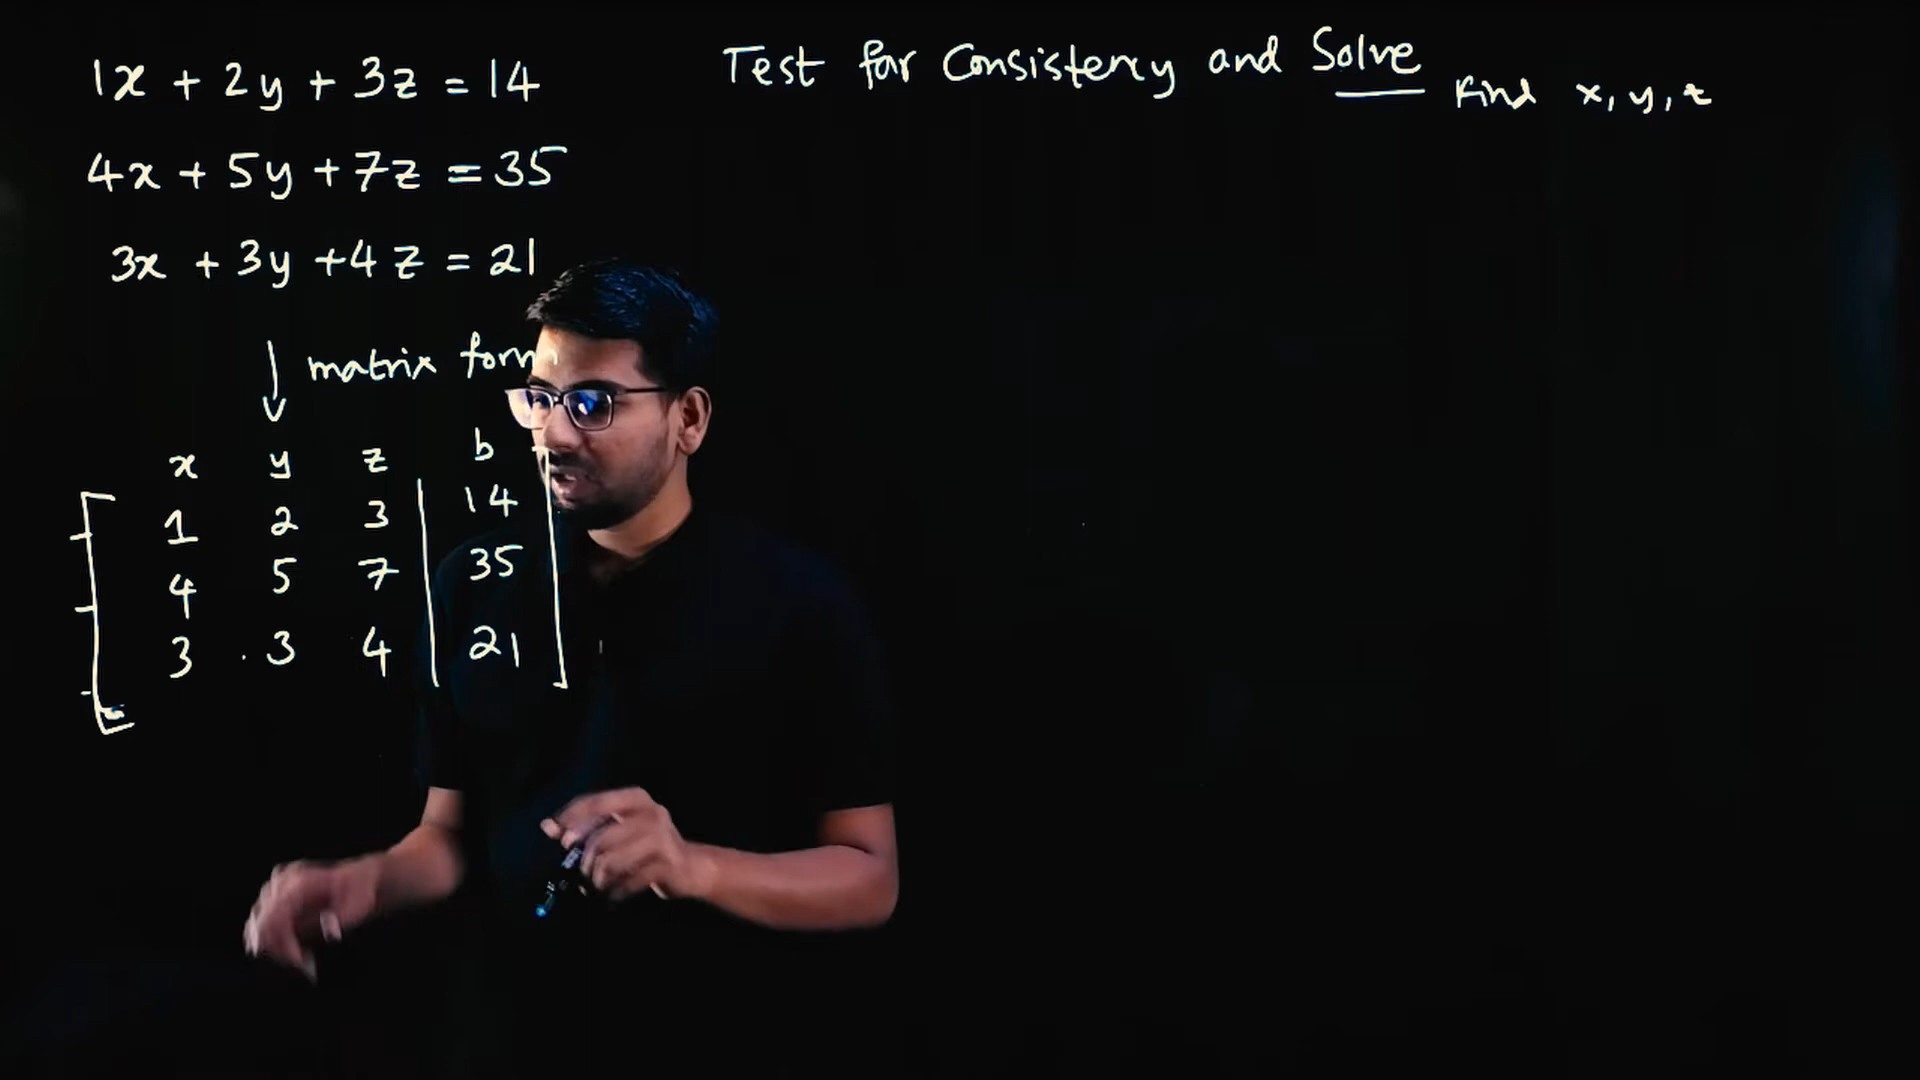 1x + 2y + 3z = 14
4x + 5y + 7z = 35
3x + 3y + 4z = 21
Test for Consistency and Solve
Find x, y, z
↓ matrix form
x y z b
1 2 3 14
4 5 7 35
3 3 4 21